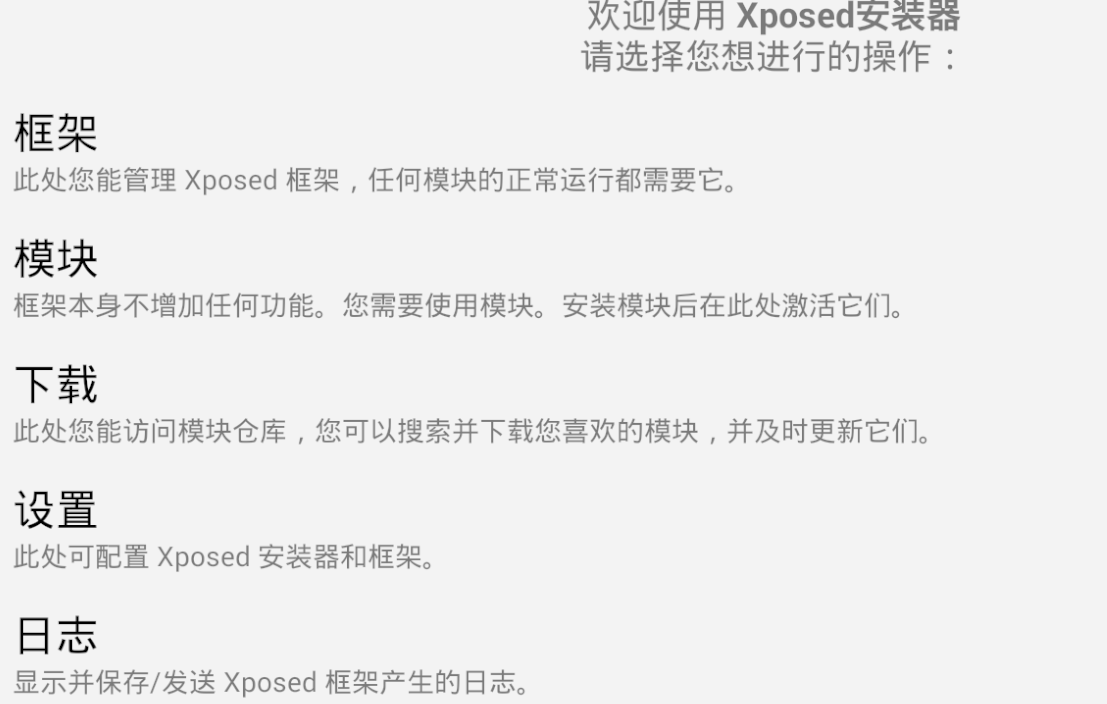 欢迎使用 Xposed安装器
请选择您想进行的操作：
框架
此处您能管理 Xposed 框架，任何模块的正常运行都需要它。
模块
框架本身不增加任何功能。您需要使用模块。安装模块后在此处激活它们。
下载
此处您能访问模块仓库，您可以搜索并下载您喜欢的模块，并及时更新它们。
设置
此处可配置 Xposed 安装器和框架。
日志
显示并保存/发送 Xposed 框架产生的日志。